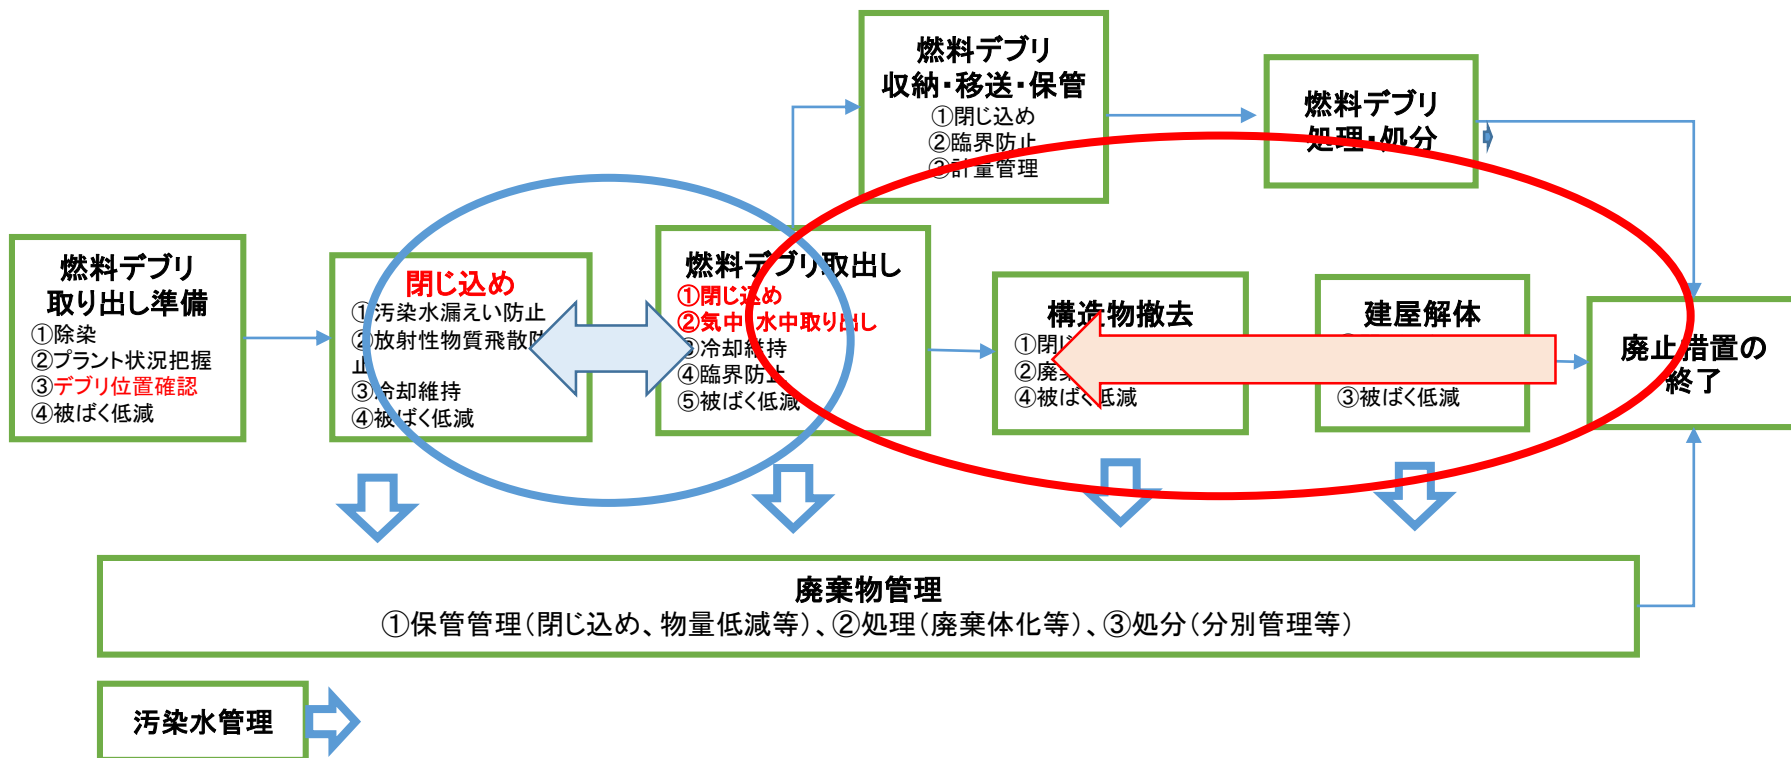 燃料デブリ
収納・移送・保管
①閉じ込め
②臨界防止
③計量管理
燃料デブリ
処理・処分
燃料デブリ
取り出し準備
①除染
②プラント状況把握
③デブリ位置確認
④被ばく低減
閉じ込め
①汚染水漏えい防止
②放射性物質飛散防
止
③冷却維持
④被ばく低減
燃料デブリ取出し
①閉じ込め
②気中・水中取り出し
③冷却維持
④臨界防止
⑤被ばく低減
構造物撤去
①閉じ
②廃
④被ばく低減
建屋解体
③被ばく低減
廃止措置の
終了
廃棄物管理
①保管管理(閉じ込め、物量低減等)、②処理(廃棄体化等)、③処分(分別管理等)
汚染水管理